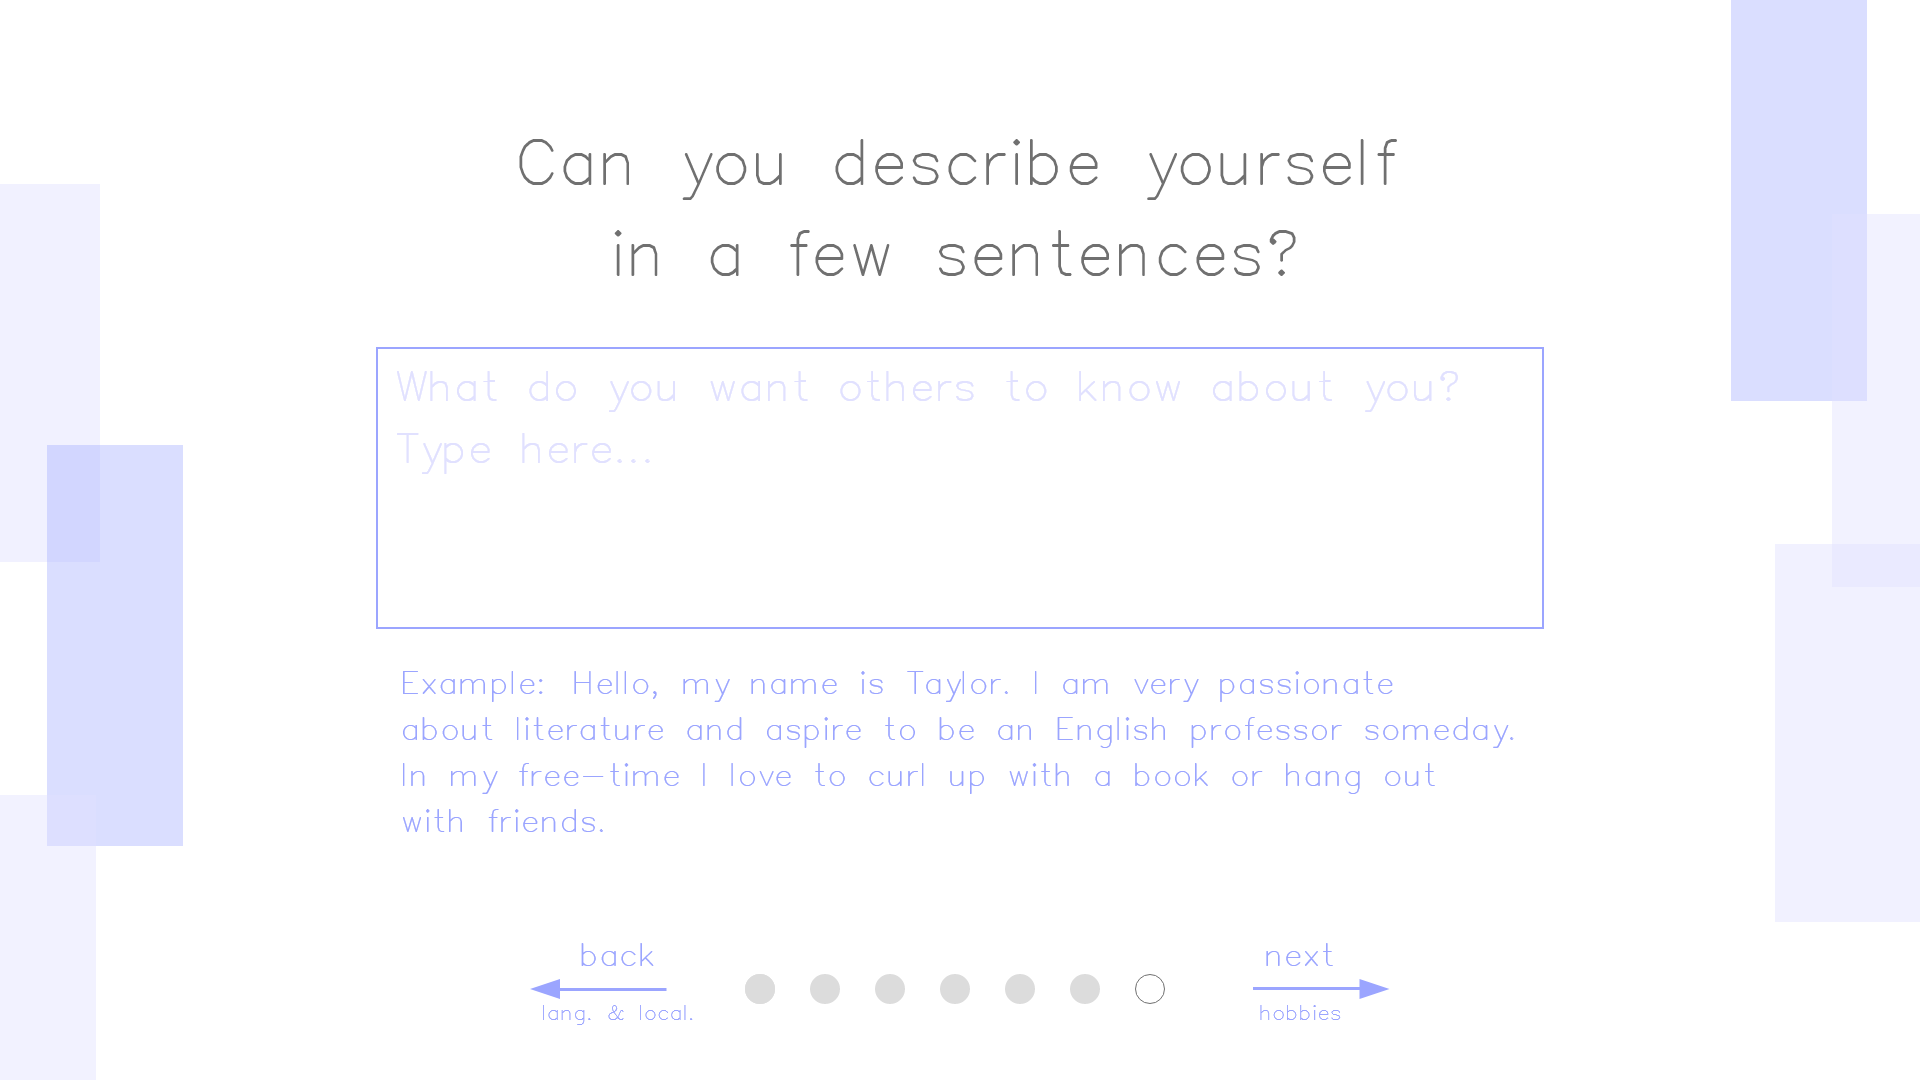 Can you describe yourself
in a few sentences?
What do you want others to know about you?
Type here...
Example: Hello, my name is Taylor. I am very passionate
about literature and aspire to be an English professor someday.
In my free-time I love to curl up with a book or hang out
with friends.
back
lang. & local.
next
hobbies